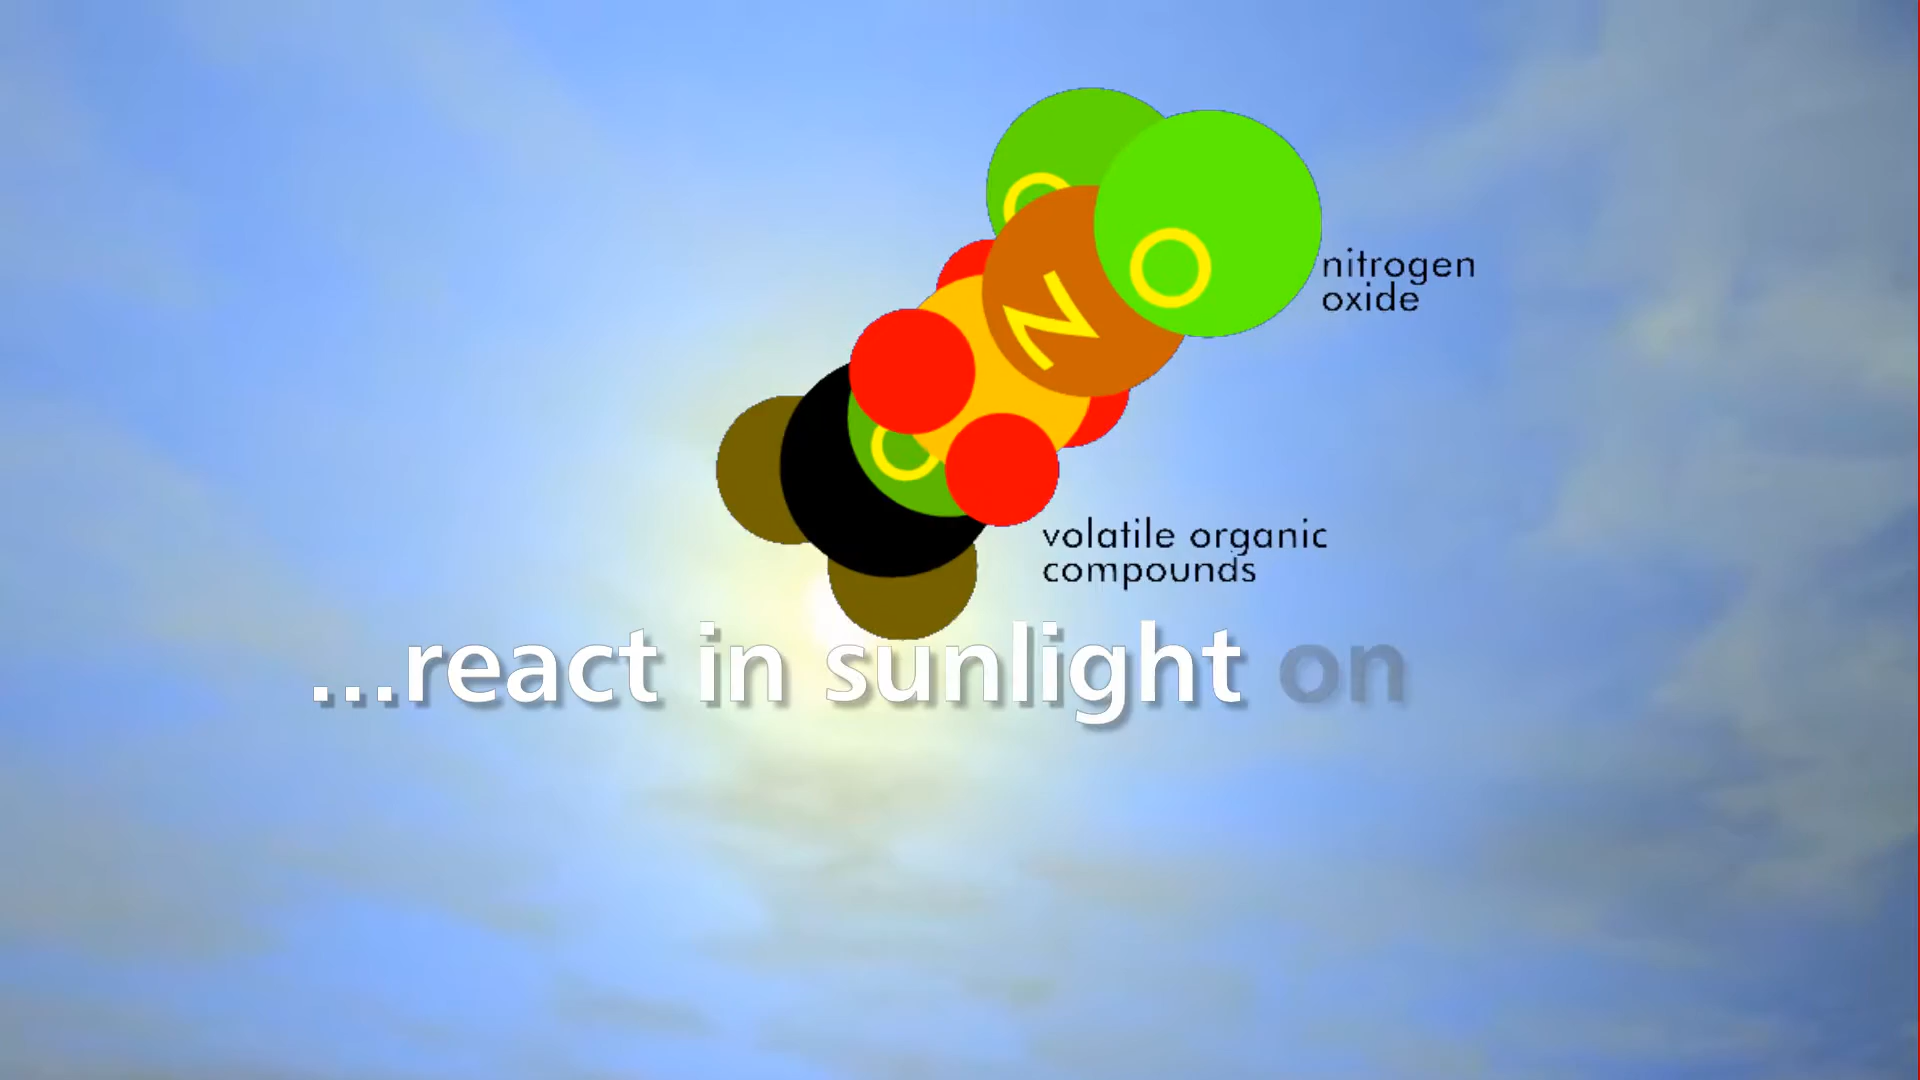 O
O
N
nitrogen
oxide
O
volatile organic
compounds
...react in sunlight on